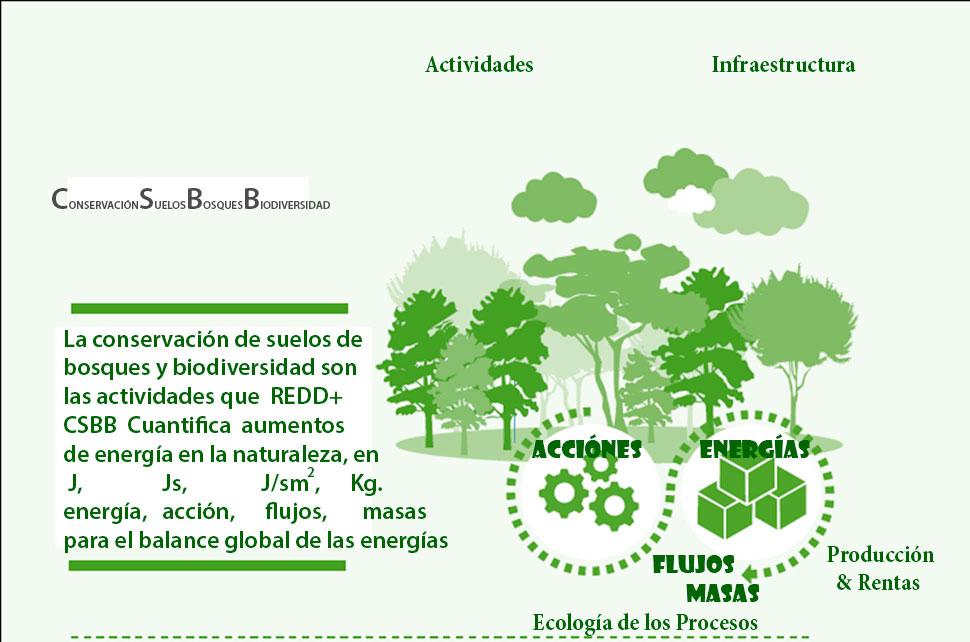 Actividades
Infraestructura
CONSERVACIÓNSUELOSBOSQUESBIODIVERSIDAD
La conservación de suelos de
bosques y biodiversidad son
las actividades que REDD+
CSBB Cuantifica aumentos
de energía en la naturaleza, en
J, Js, J/sm², Kg.
energía, acción, flujos, masas
para el balance global de las energías
ACCIÓNES
ENERGÍAS
FLUJOS
MASAS
Producción
& Rentas
Ecología de los Procesos